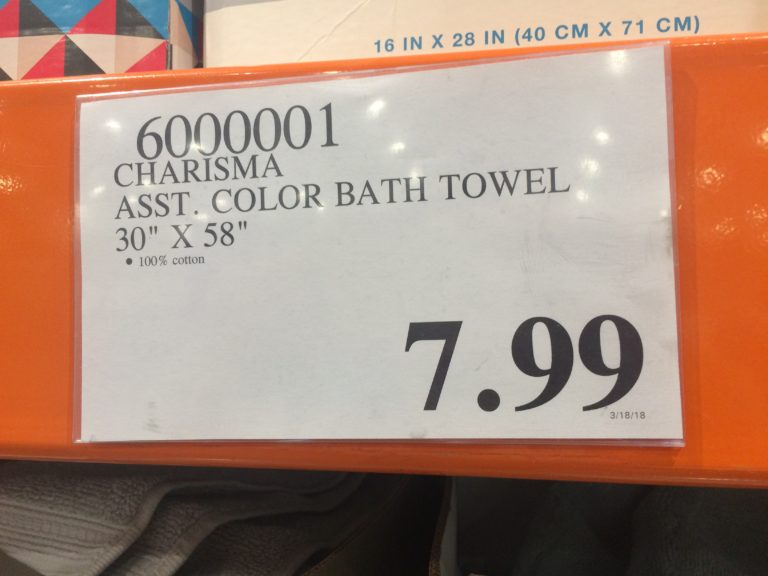 16 IN X 28 IN (40 CM X 71 CM)
6000001
CHARISMA
ASST. COLOR BATH TOWEL
30" X 58"
• 100% cotton
7.99
3/18/18